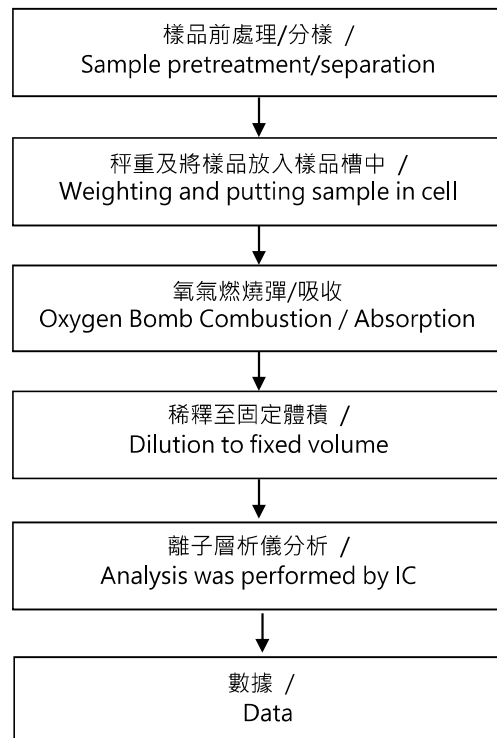 樣品前處理/分樣 /
Sample pretreatment/separation
秤重及將樣品放入樣品槽中 /
Weighting and putting sample in cell
氧氣燃燒彈/吸收
Oxygen Bomb Combustion / Absorption
稀釋至固定體積 /
Dilution to fixed volume
離子層析儀分析 /
Analysis was performed by IC
數據 /
Data